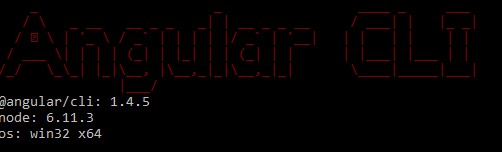 Angular CLI
@angular/cli: 1.4.5
node: 6.11.3
os: win32 x64